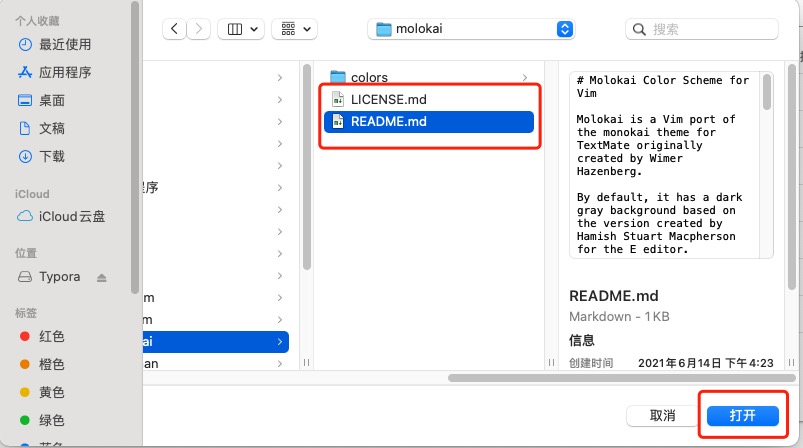 个人收藏
最近使用
应用程序
桌面
文稿
下载
iCloud
iCloud云盘
位置
Typora
标签
红色
橙色
黄色
绿色
molokai
搜索
程序
m
m
ai
an
colors
LICENSE.md
README.md
# Molokai Color Scheme for
Vim
Molokai is a Vim port of
the monokai theme for
TextMate originally
created by Wimer
Hazenberg.
By default, it has a dark
gray background based on
the version created by
Hamish Stuart Macpherson
for the E editor.
README.md
Markdown - 1 KB
信息
创建时间 2021年6月14日 下午4:23
取消
打开